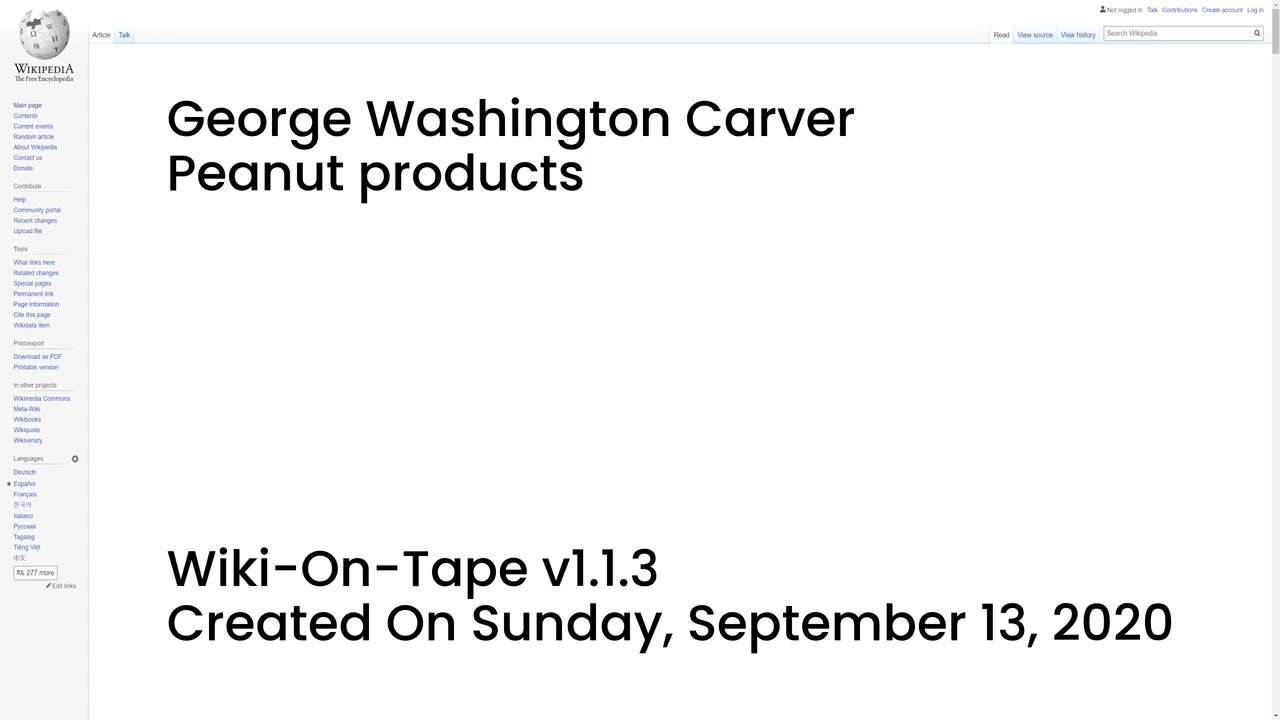 Not logged in Talk Contributions Create account Log in
Article Talk Read View source View history Search Wikipedia
WIKIPEDIA
The Free Encyclopedia
Main page
Contents
Current events
Random article
About Wikipedia
Contact us
Donate
Contribute
Help
Community portal
Recent changes
Upload file
Tools
What links here
Related changes
Special pages
Permanent link
Page information
Cite this page
Wikidata item
Print/export
Download as PDF
Printable version
In other projects
Wikimedia Commons
Meta-Wiki
Wikibooks
Wikiquote
Wikiversity
Languages
Deutsch
Español
Français
한국어
Italiano
Русский
Tagalog
Tiếng Việt
中文
277 more
Edit links
George Washington Carver
Peanut products
Wiki-On-Tape v1.1.3
Created On Sunday, September 13, 2020